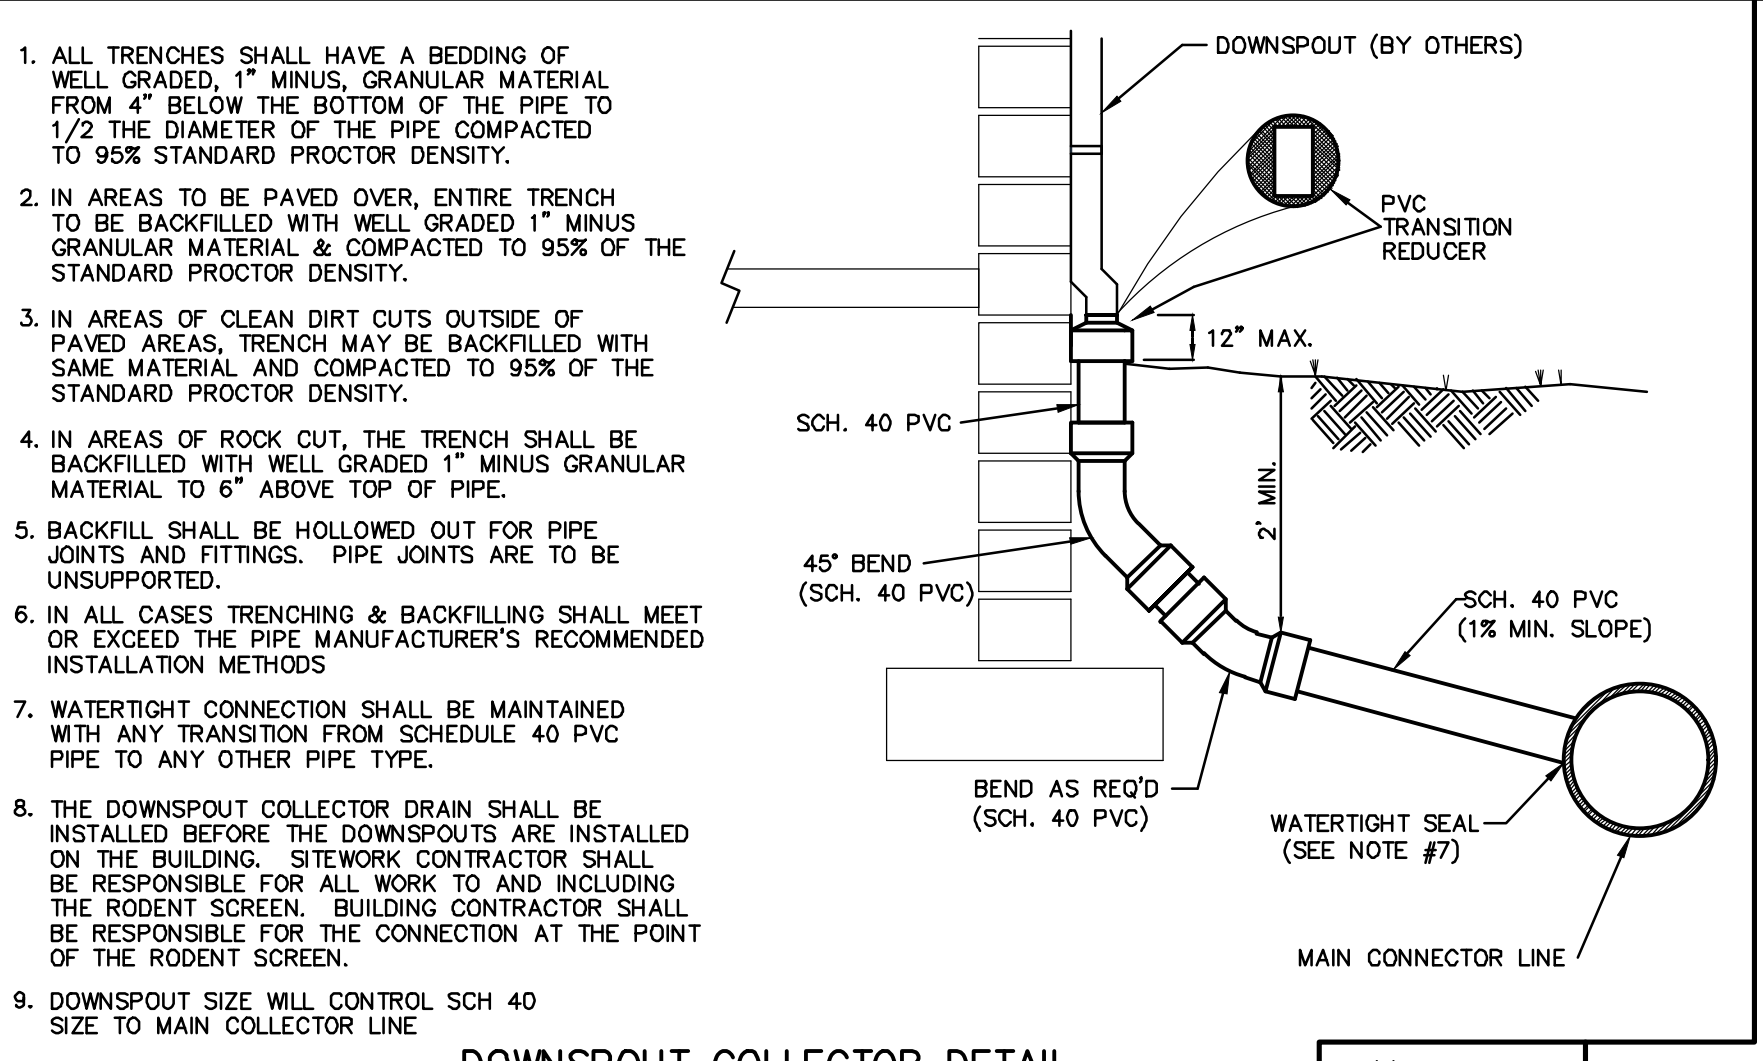 1. ALL TRENCHES SHALL HAVE A BEDDING OF
WELL GRADED, 1" MINUS, GRANULAR MATERIAL
FROM 4" BELOW THE BOTTOM OF THE PIPE TO
1/2 THE DIAMETER OF THE PIPE COMPACTED
TO 95% STANDARD PROCTOR DENSITY.
2. IN AREAS TO BE PAVED OVER, ENTIRE TRENCH
TO BE BACKFILLED WITH WELL GRADED 1" MINUS
GRANULAR MATERIAL & COMPACTED TO 95% OF THE
STANDARD PROCTOR DENSITY.
3. IN AREAS OF CLEAN DIRT CUTS OUTSIDE OF
PAVED AREAS, TRENCH MAY BE BACKFILLED WITH
SAME MATERIAL AND COMPACTED TO 95% OF THE
STANDARD PROCTOR DENSITY.
4. IN AREAS OF ROCK CUT, THE TRENCH SHALL BE
BACKFILLED WITH WELL GRADED 1" MINUS GRANULAR
MATERIAL TO 6" ABOVE TOP OF PIPE.
5. BACKFILL SHALL BE HOLLOWED OUT FOR PIPE
JOINTS AND FITTINGS. PIPE JOINTS ARE TO BE
UNSUPPORTED.
6. IN ALL CASES TRENCHING & BACKFILLING SHALL MEET
OR EXCEED THE PIPE MANUFACTURER'S RECOMMENDED
INSTALLATION METHODS
7. WATERTIGHT CONNECTION SHALL BE MAINTAINED
WITH ANY TRANSITION FROM SCHEDULE 40 PVC
PIPE TO ANY OTHER PIPE TYPE.
8. THE DOWNSPOUT COLLECTOR DRAIN SHALL BE
INSTALLED BEFORE THE DOWNSPOUTS ARE INSTALLED
ON THE BUILDING. SITEWORK CONTRACTOR SHALL
BE RESPONSIBLE FOR ALL WORK TO AND INCLUDING
THE RODENT SCREEN. BUILDING CONTRACTOR SHALL
BE RESPONSIBLE FOR THE CONNECTION AT THE POINT
OF THE RODENT SCREEN.
9. DOWNSPOUT SIZE WILL CONTROL SCH 40
SIZE TO MAIN COLLECTOR LINE
DOWNSPOUT (BY OTHERS)
PVC
TRANSITION
REDUCER
12" MAX.
SCH. 40 PVC
2' MIN.
45° BEND
(SCH. 40 PVC)
SCH. 40 PVC
(1% MIN. SLOPE)
BEND AS REQ'D
(SCH. 40 PVC)
WATERTIGHT SEAL
(SEE NOTE #7)
MAIN CONNECTOR LINE
DOWNSPOUT COLLECTOR DETAIL